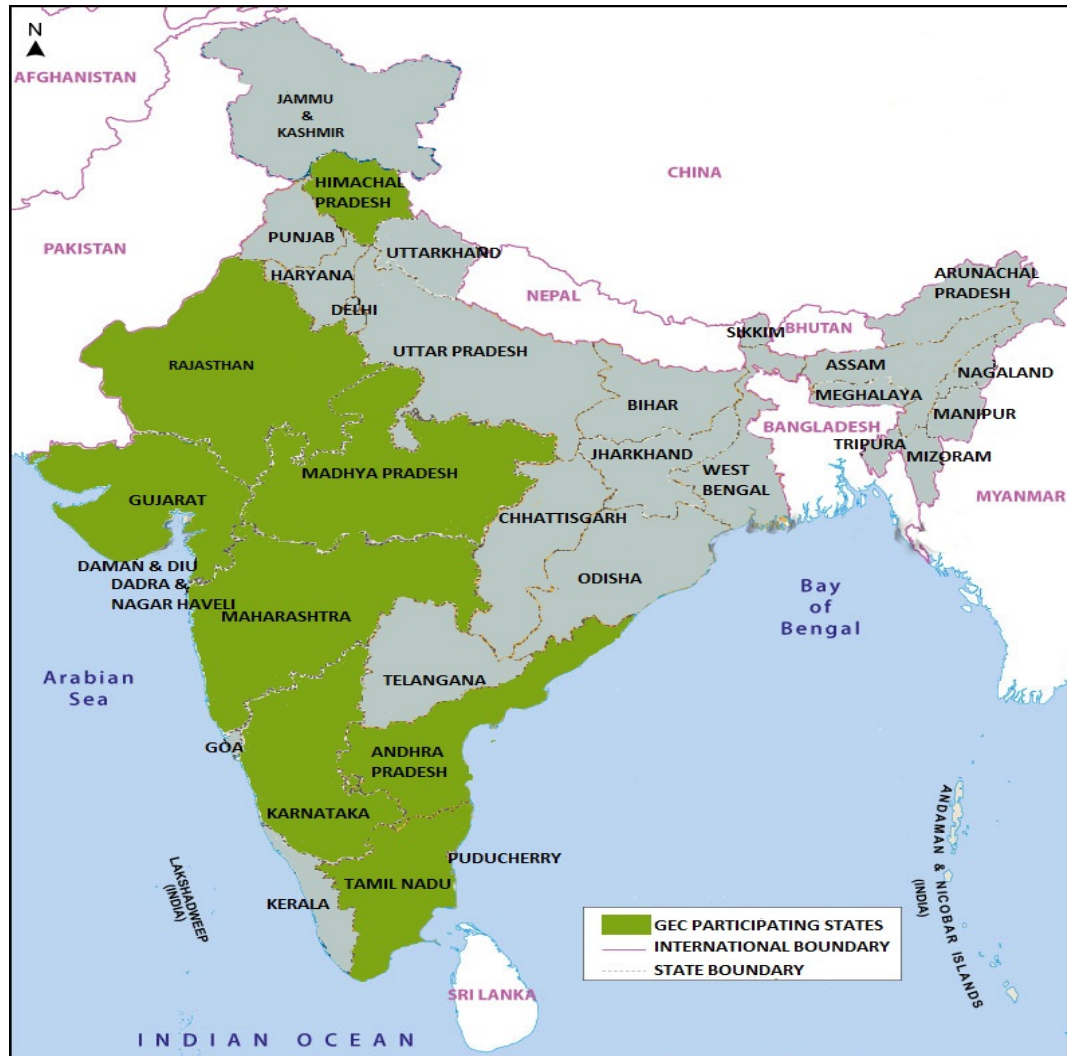 N
AFGHANISTAN
JAMMU
&
KASHMIR
CHINA
HIMACHAL
PRADESH
PAKISTAN
PUNJAB
UTTARKHAND
HARYANA
ARUNACHAL
PRADESH
NEPAL
DELHI
SIKKIM
BHUTAN
UTTAR PRADESH
RAJASTHAN
ASSAM
NAGALAND
MEGHALAYA
BIHAR
MANIPUR
BANGLADESH
TRIPURA
MIZORAM
JHARKHAND
MADHYA PRADESH
WEST
BENGAL
GUJARAT
MYANMAR
CHHATTISGARH
DAMAN & DIU
DADRA &
NAGAR HAVELI
ODISHA
MAHARASHTRA
Bay
of
Bengal
Arabian
Sea
TELANGANA
GOA
ANDHRA
PRADESH
KARNATAKA
PUDUCHERRY
TAMIL NADU
KERALA
LAKSHADWEEP
(INDIA)
ANDAMAN & NICOBAR ISLANDS
(INDIA)
GEC PARTICIPATING STATES
INTERNATIONAL BOUNDARY
STATE BOUNDARY
SRI LANKA
INDIAN OCEAN